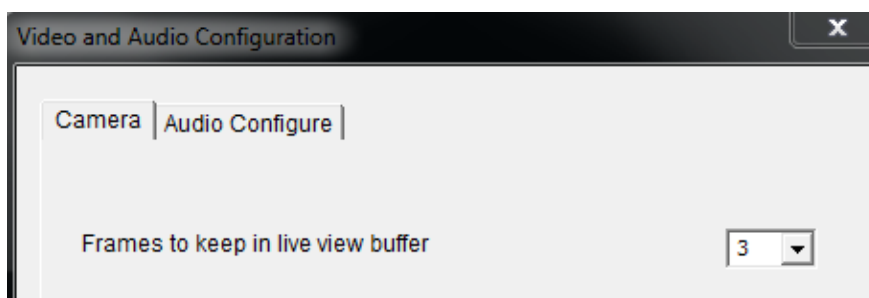 Video and Audio Configuration
Camera Audio Configure
Frames to keep in live view buffer 3